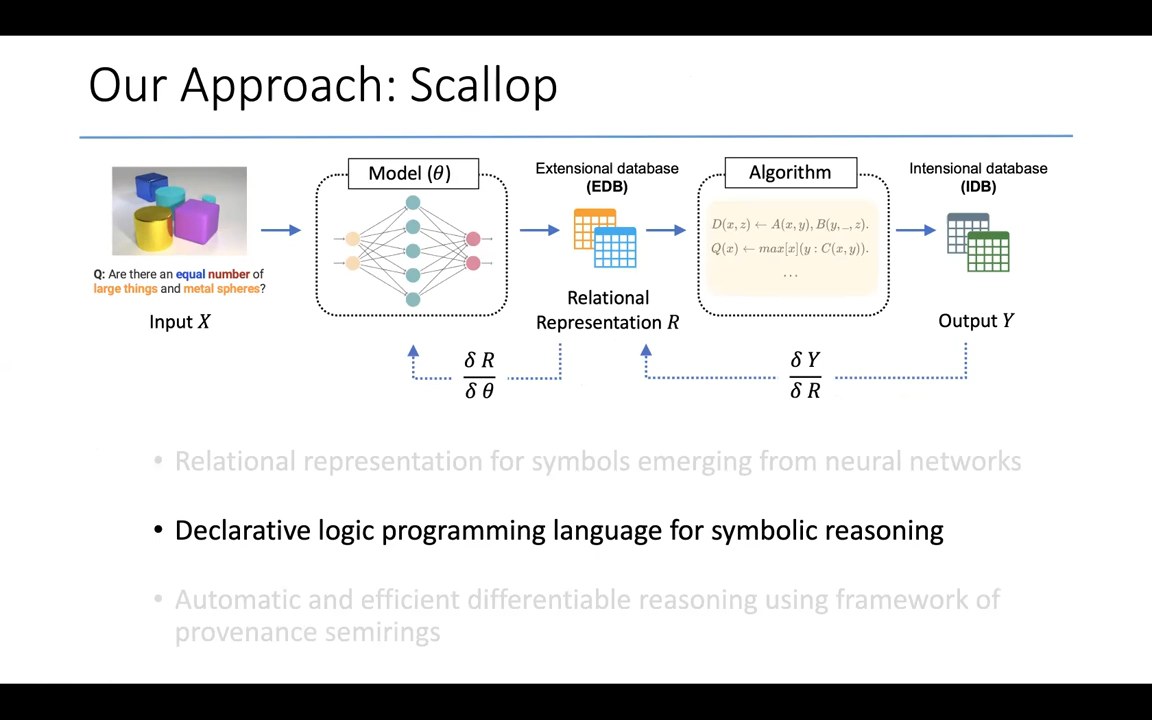 Our Approach: Scallop
Q: Are there an equal number of
large things and metal spheres?
Input X
Model (θ)
Extensional database
(EDB)
Relational
Representation R
Algorithm
D(x, z) ← A(x, y), B(y, _, z).
Q(x) ← max[x](y : C(x, y)).
...
Intensional database
(IDB)
Output Y
δ R
δ θ
δ Y
δ R
• Relational representation for symbols emerging from neural networks
• Declarative logic programming language for symbolic reasoning
• Automatic and efficient differentiable reasoning using framework of
provenance semirings